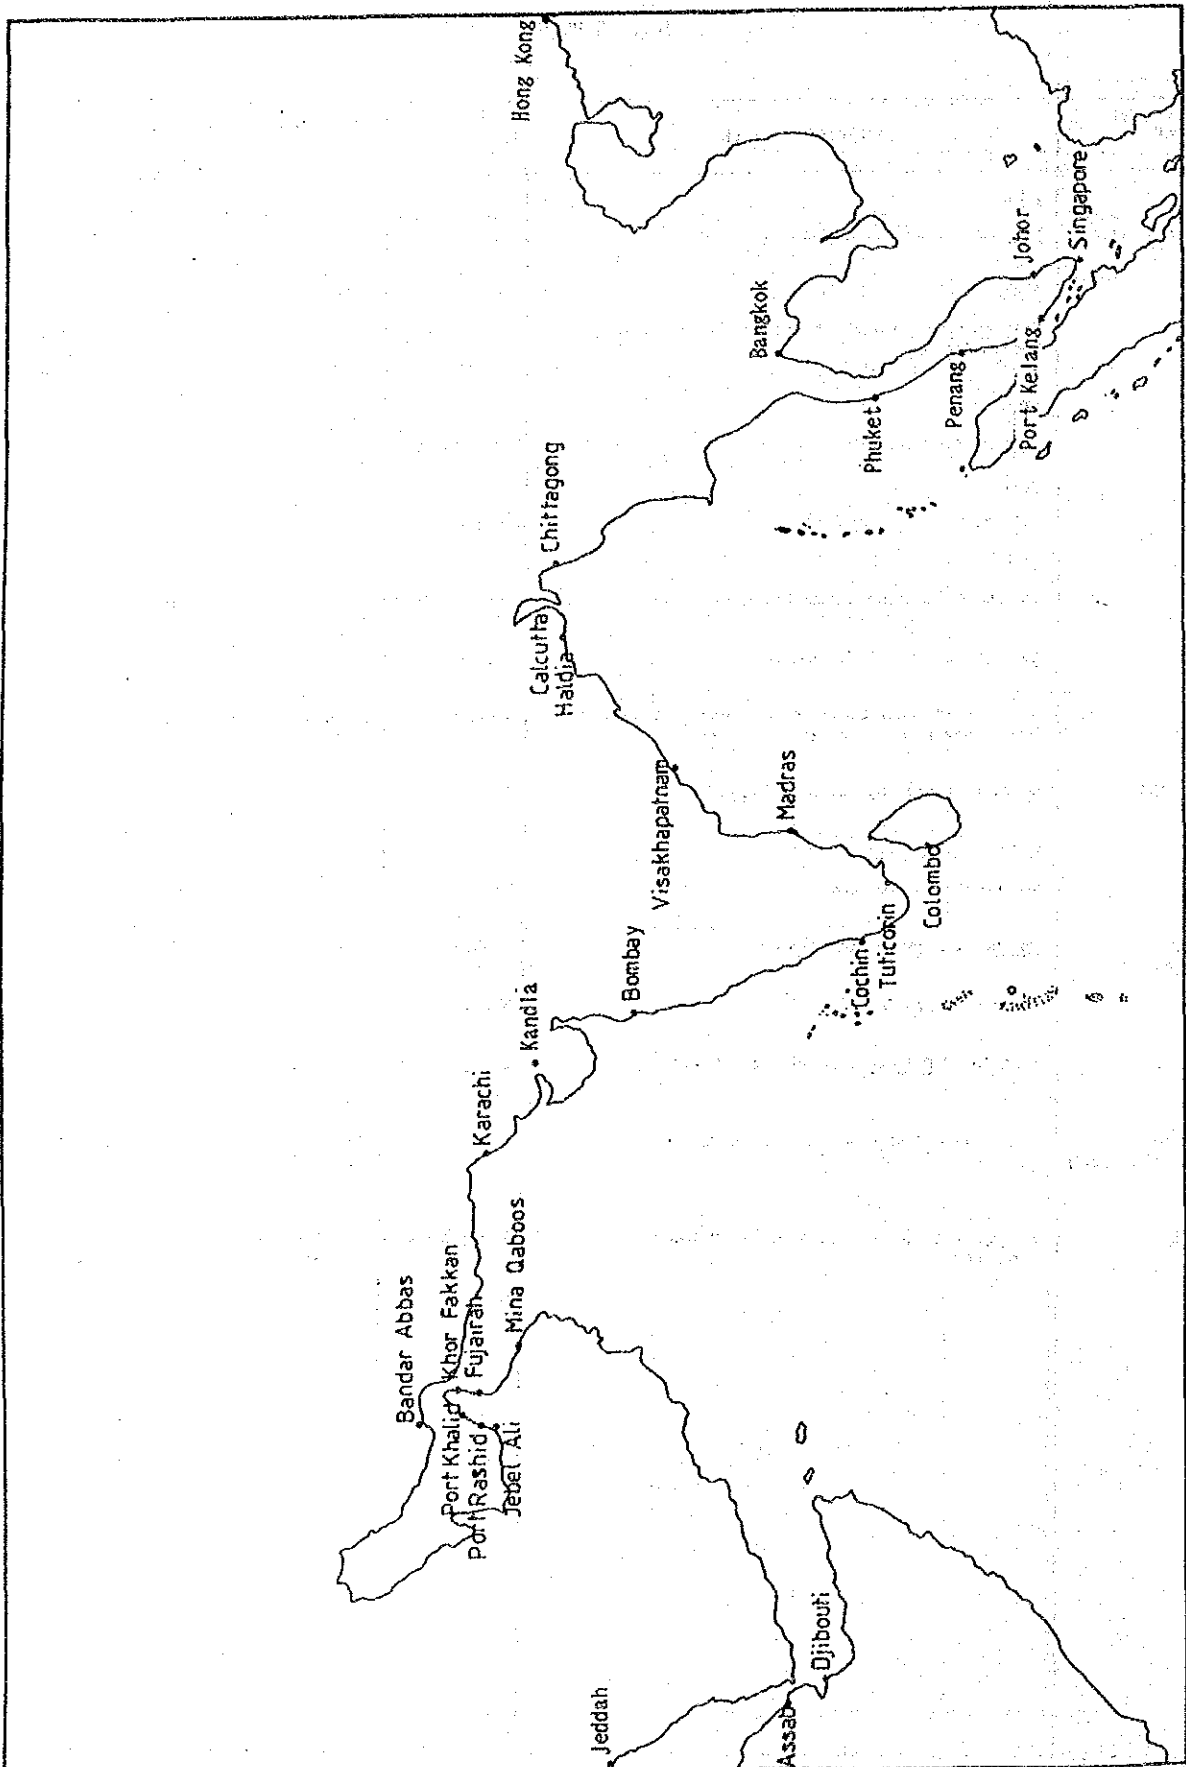 Hong Kong
Bangkok
Johor
Singapore
Phuket
Penang
Port Kelang
Chittagong
Calcutta
Haldia
Visakhapatnam
Madras
Colombo
Tuticorin
Cochin
Bombay
Kandla
Karachi
Mina Qaboos
Fujairah
Khor Fakkan
Bandar Abbas
Port Khalid
Port Rashid
Jebel Ali
Djibouti
Assab
Jeddah